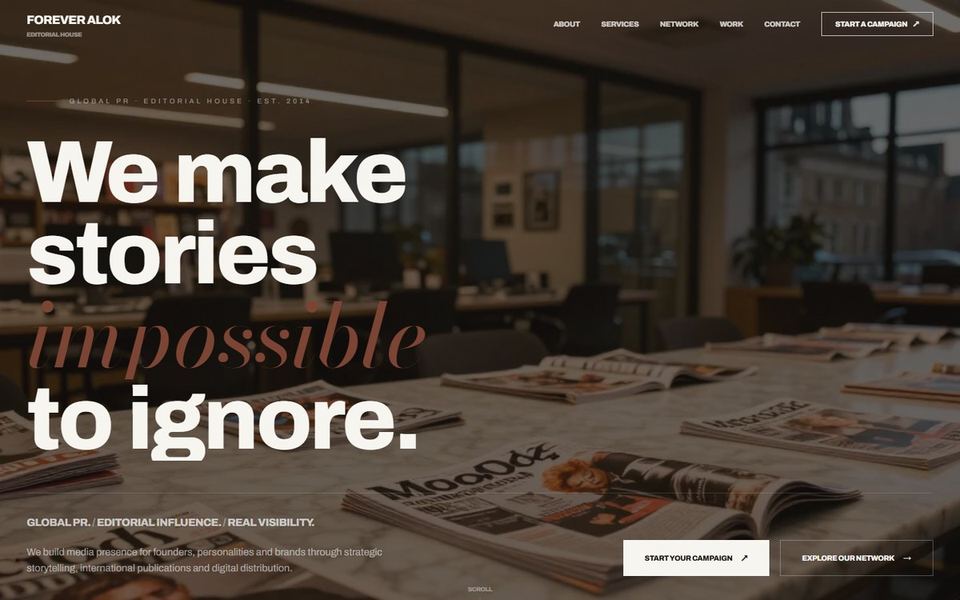 FOREVER ALOK
EDITORIAL HOUSE
ABOUT
SERVICES
NETWORK
WORK
CONTACT
START A CAMPAIGN ↗
GLOBAL PR · EDITORIAL HOUSE · EST. 2014
We make
stories
impossible
to ignore.
GLOBAL PR. / EDITORIAL INFLUENCE. / REAL VISIBILITY.
We build media presence for founders, personalities and brands through strategic
storytelling, international publications and digital distribution.
START YOUR CAMPAIGN ↗
EXPLORE OUR NETWORK →
SCROLL